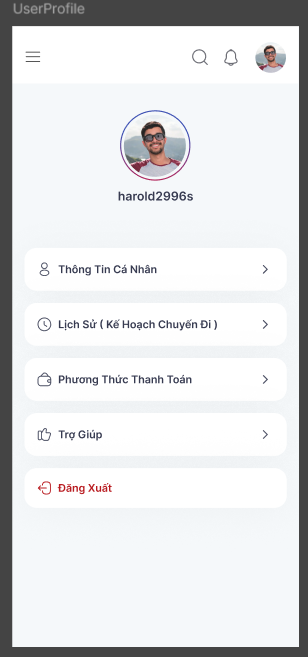 UserProfile
harold2996s
Thông Tin Cá Nhân
Lịch Sử ( Kế Hoạch Chuyến Đi )
Phương Thức Thanh Toán
Trợ Giúp
Đăng Xuất